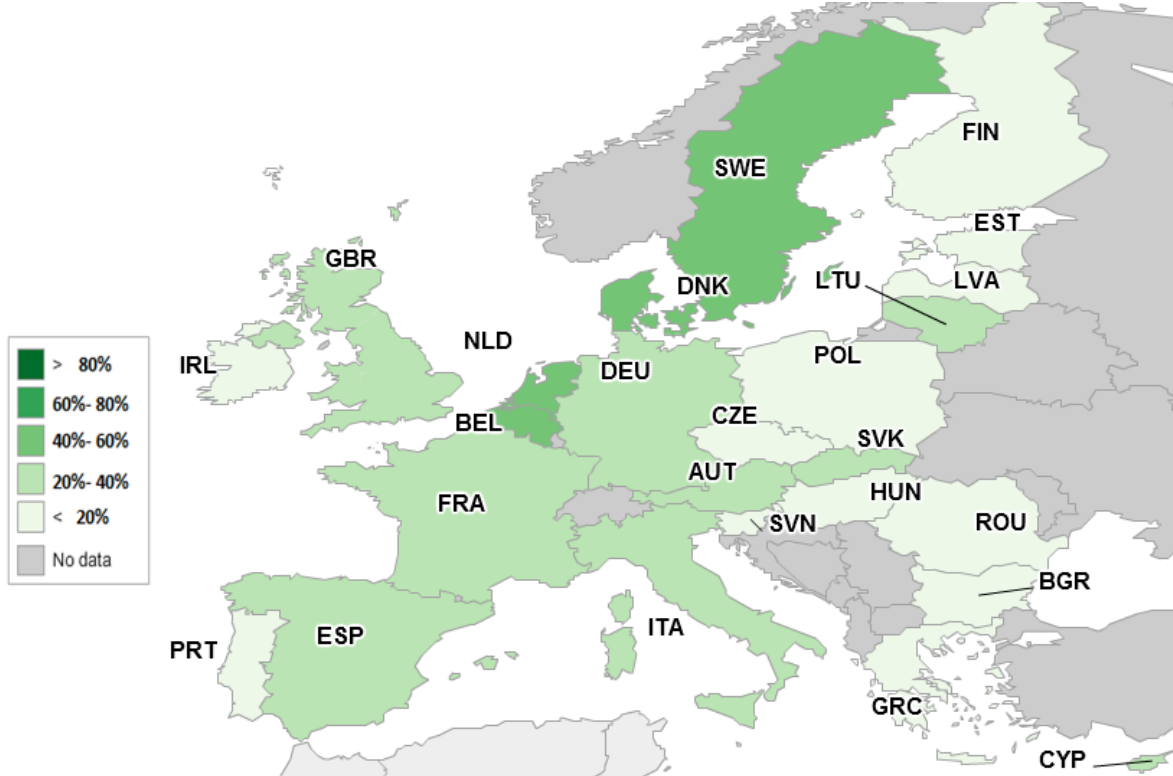 FIN
SWE
EST
GBR
DNK
LTU
LVA
NLD
POL
IRL
DEU
CZE
BEL
SVK
AUT
HUN
FRA
SVN
ROU
BGR
ESP
ITA
PRT
GRC
CYP
> 80%
60%- 80%
40%- 60%
20%- 40%
< 20%
No data